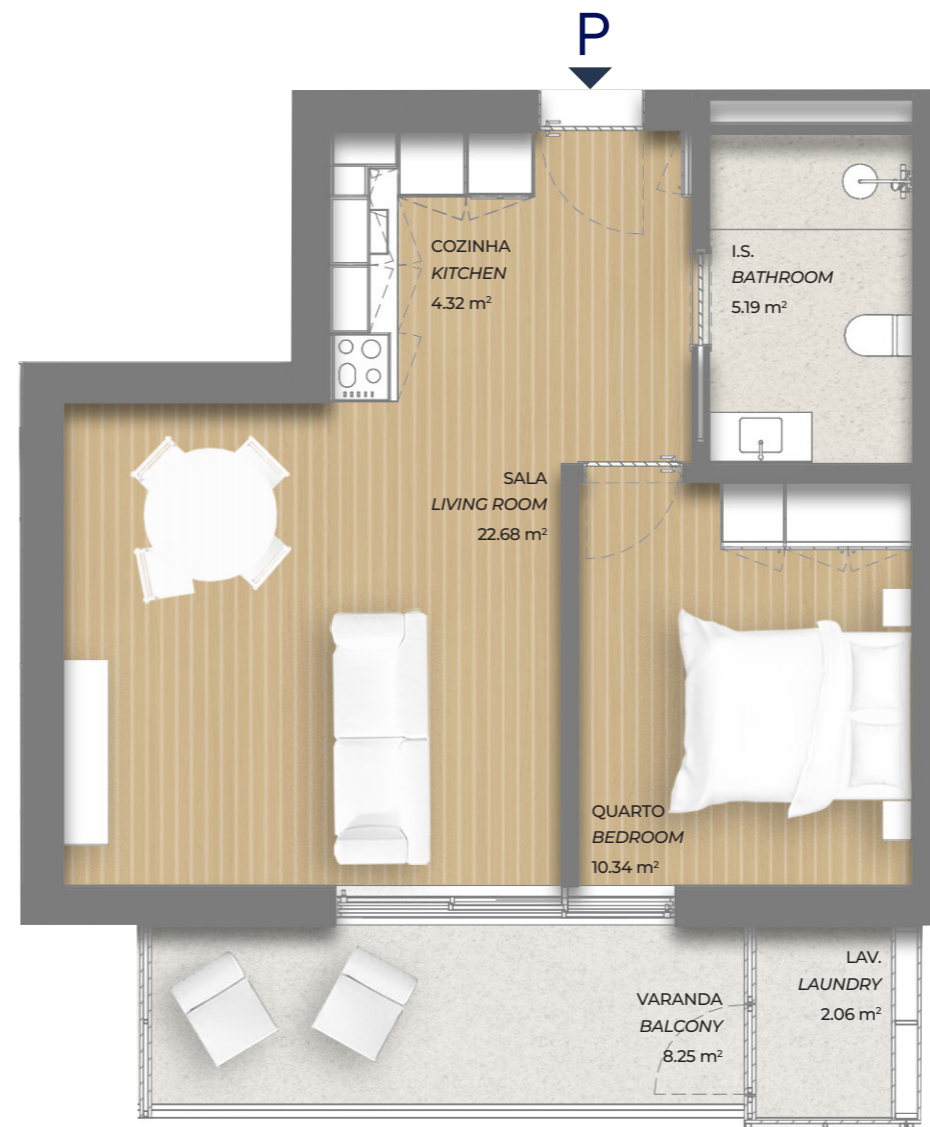 P
COZINHA
KITCHEN
4.32 m²
I.S.
BATHROOM
5.19 m²
SALA
LIVING ROOM
22.68 m²
QUARTO
BEDROOM
10.34 m²
LAV.
LAUNDRY
2.06 m²
VARANDA
BALCONY
8.25 m²